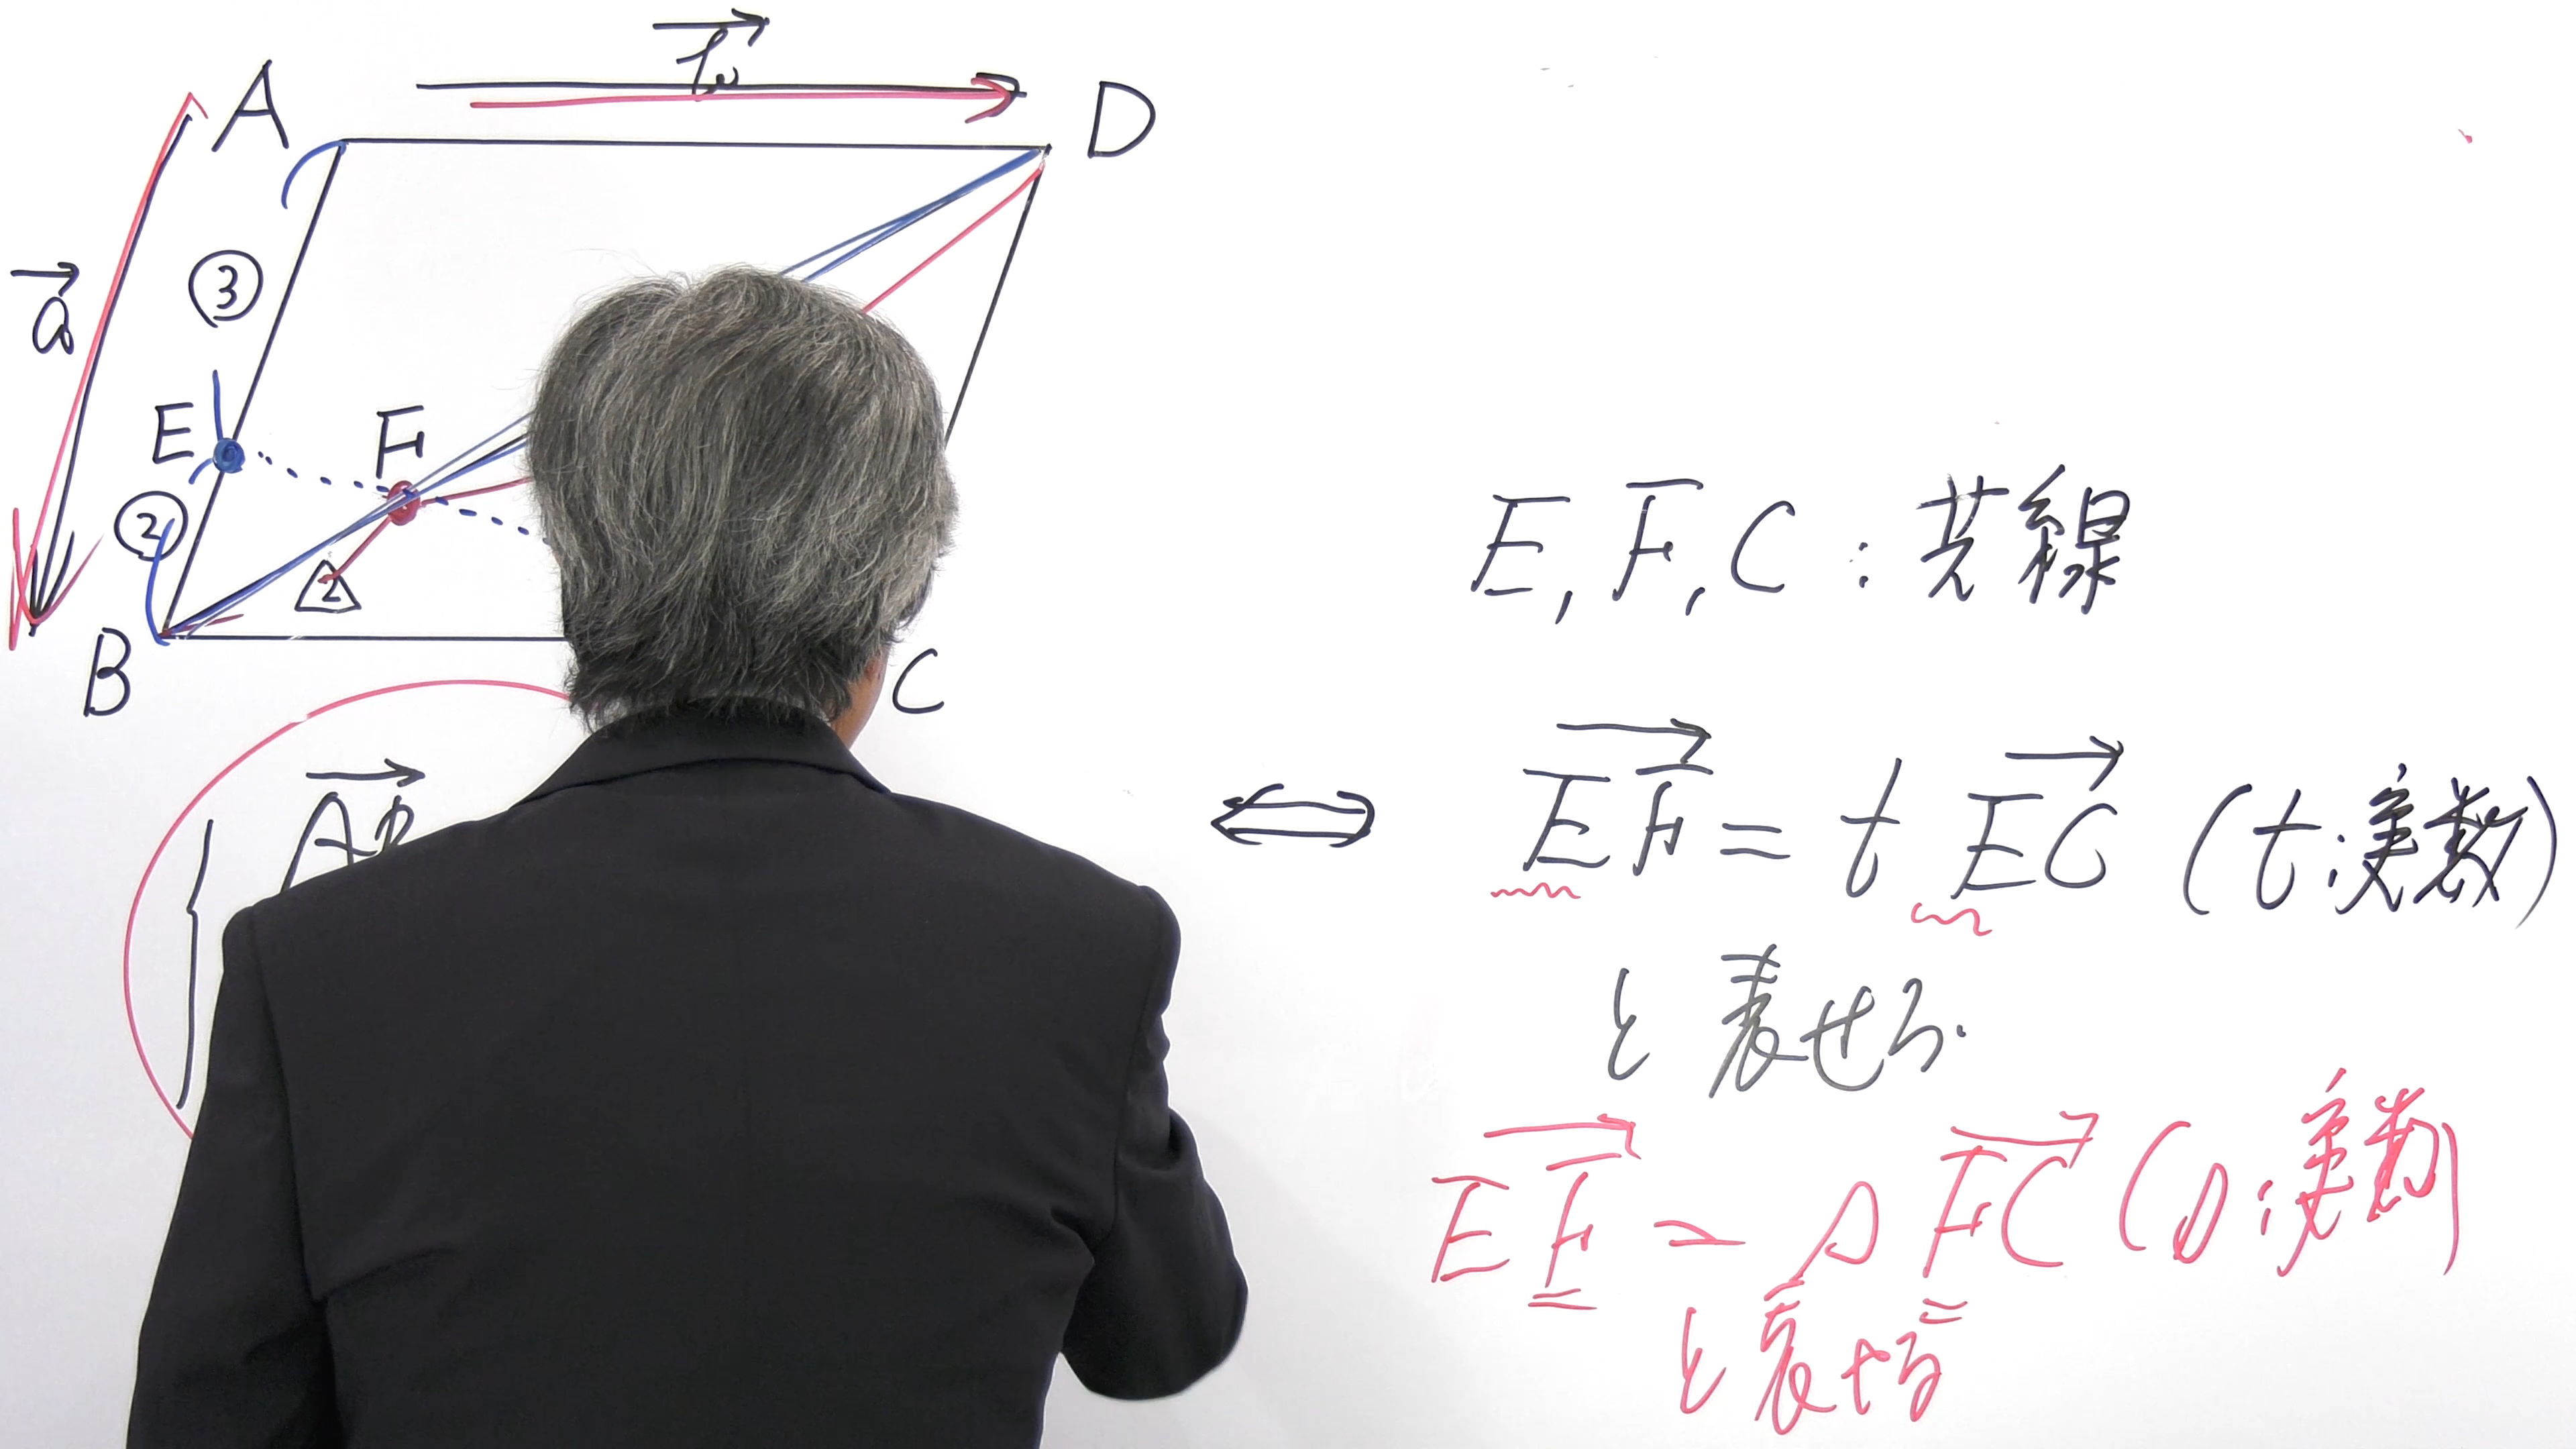 b
A
D
a
③
E
F
②
2
B
C
AB
E, F, C : 共線
⇔ EF = t EC (t : 実数)
と表せる.
EF = s FC (s : 実数)
と表せる